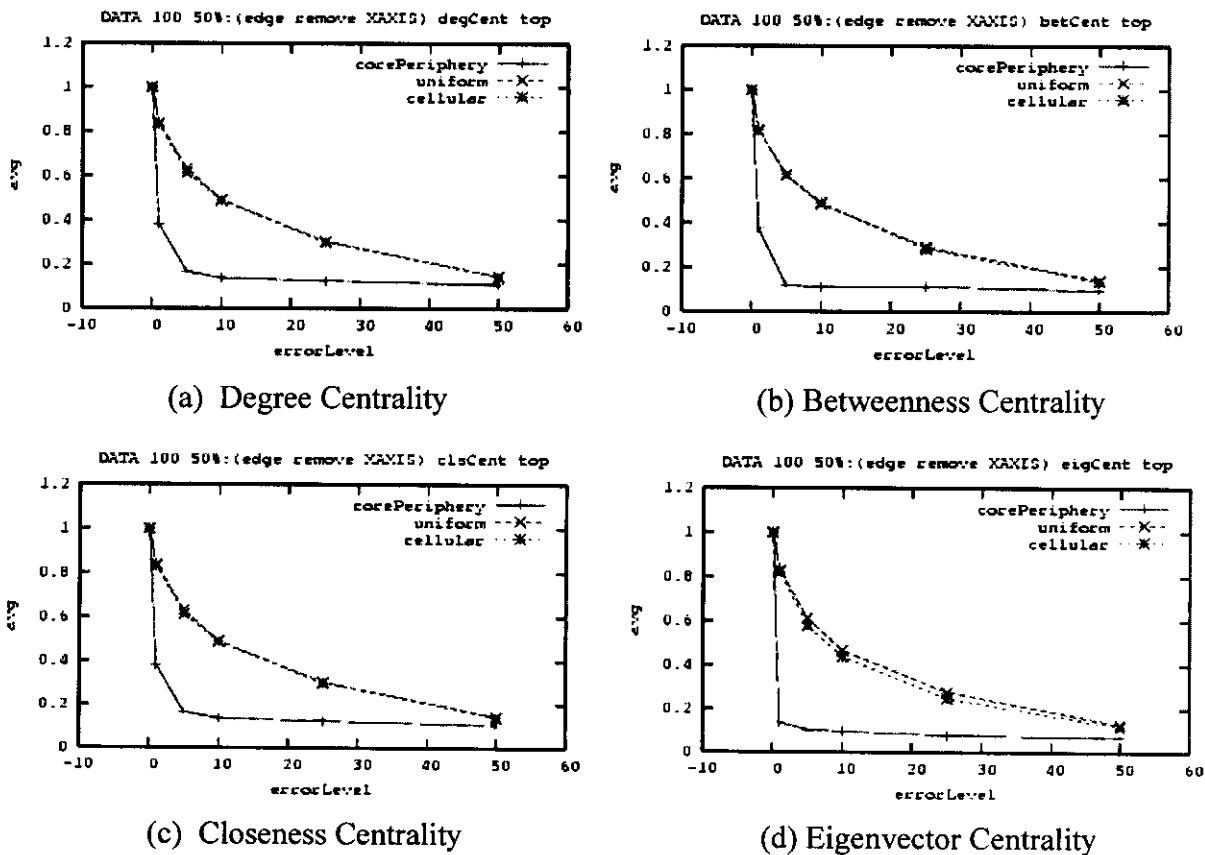 DATA 100 50%:(edge remove XAXIS) degCent top
1.2
1
0.8
0.6
0.4
0.2
0
avg
corePeriphery
uniform
cellular
-10 0 10 20 30 40 50 60
errorLevel
(a) Degree Centrality
DATA 100 50%:(edge remove XAXIS) betCent top
1.2
1
0.8
0.6
0.4
0.2
0
avg
corePeriphery
uniform
cellular
-10 0 10 20 30 40 50 60
errorLevel
(b) Betweenness Centrality
DATA 100 50%:(edge remove XAXIS) clsCent top
1.2
1
0.8
0.6
0.4
0.2
0
avg
corePeriphery
uniform
cellular
-10 0 10 20 30 40 50 60
errorLevel
(c) Closeness Centrality
DATA 100 50%:(edge remove XAXIS) eigCent top
1.2
1
0.8
0.6
0.4
0.2
0
avg
corePeriphery
uniform
cellular
-10 0 10 20 30 40 50 60
errorLevel
(d) Eigenvector Centrality